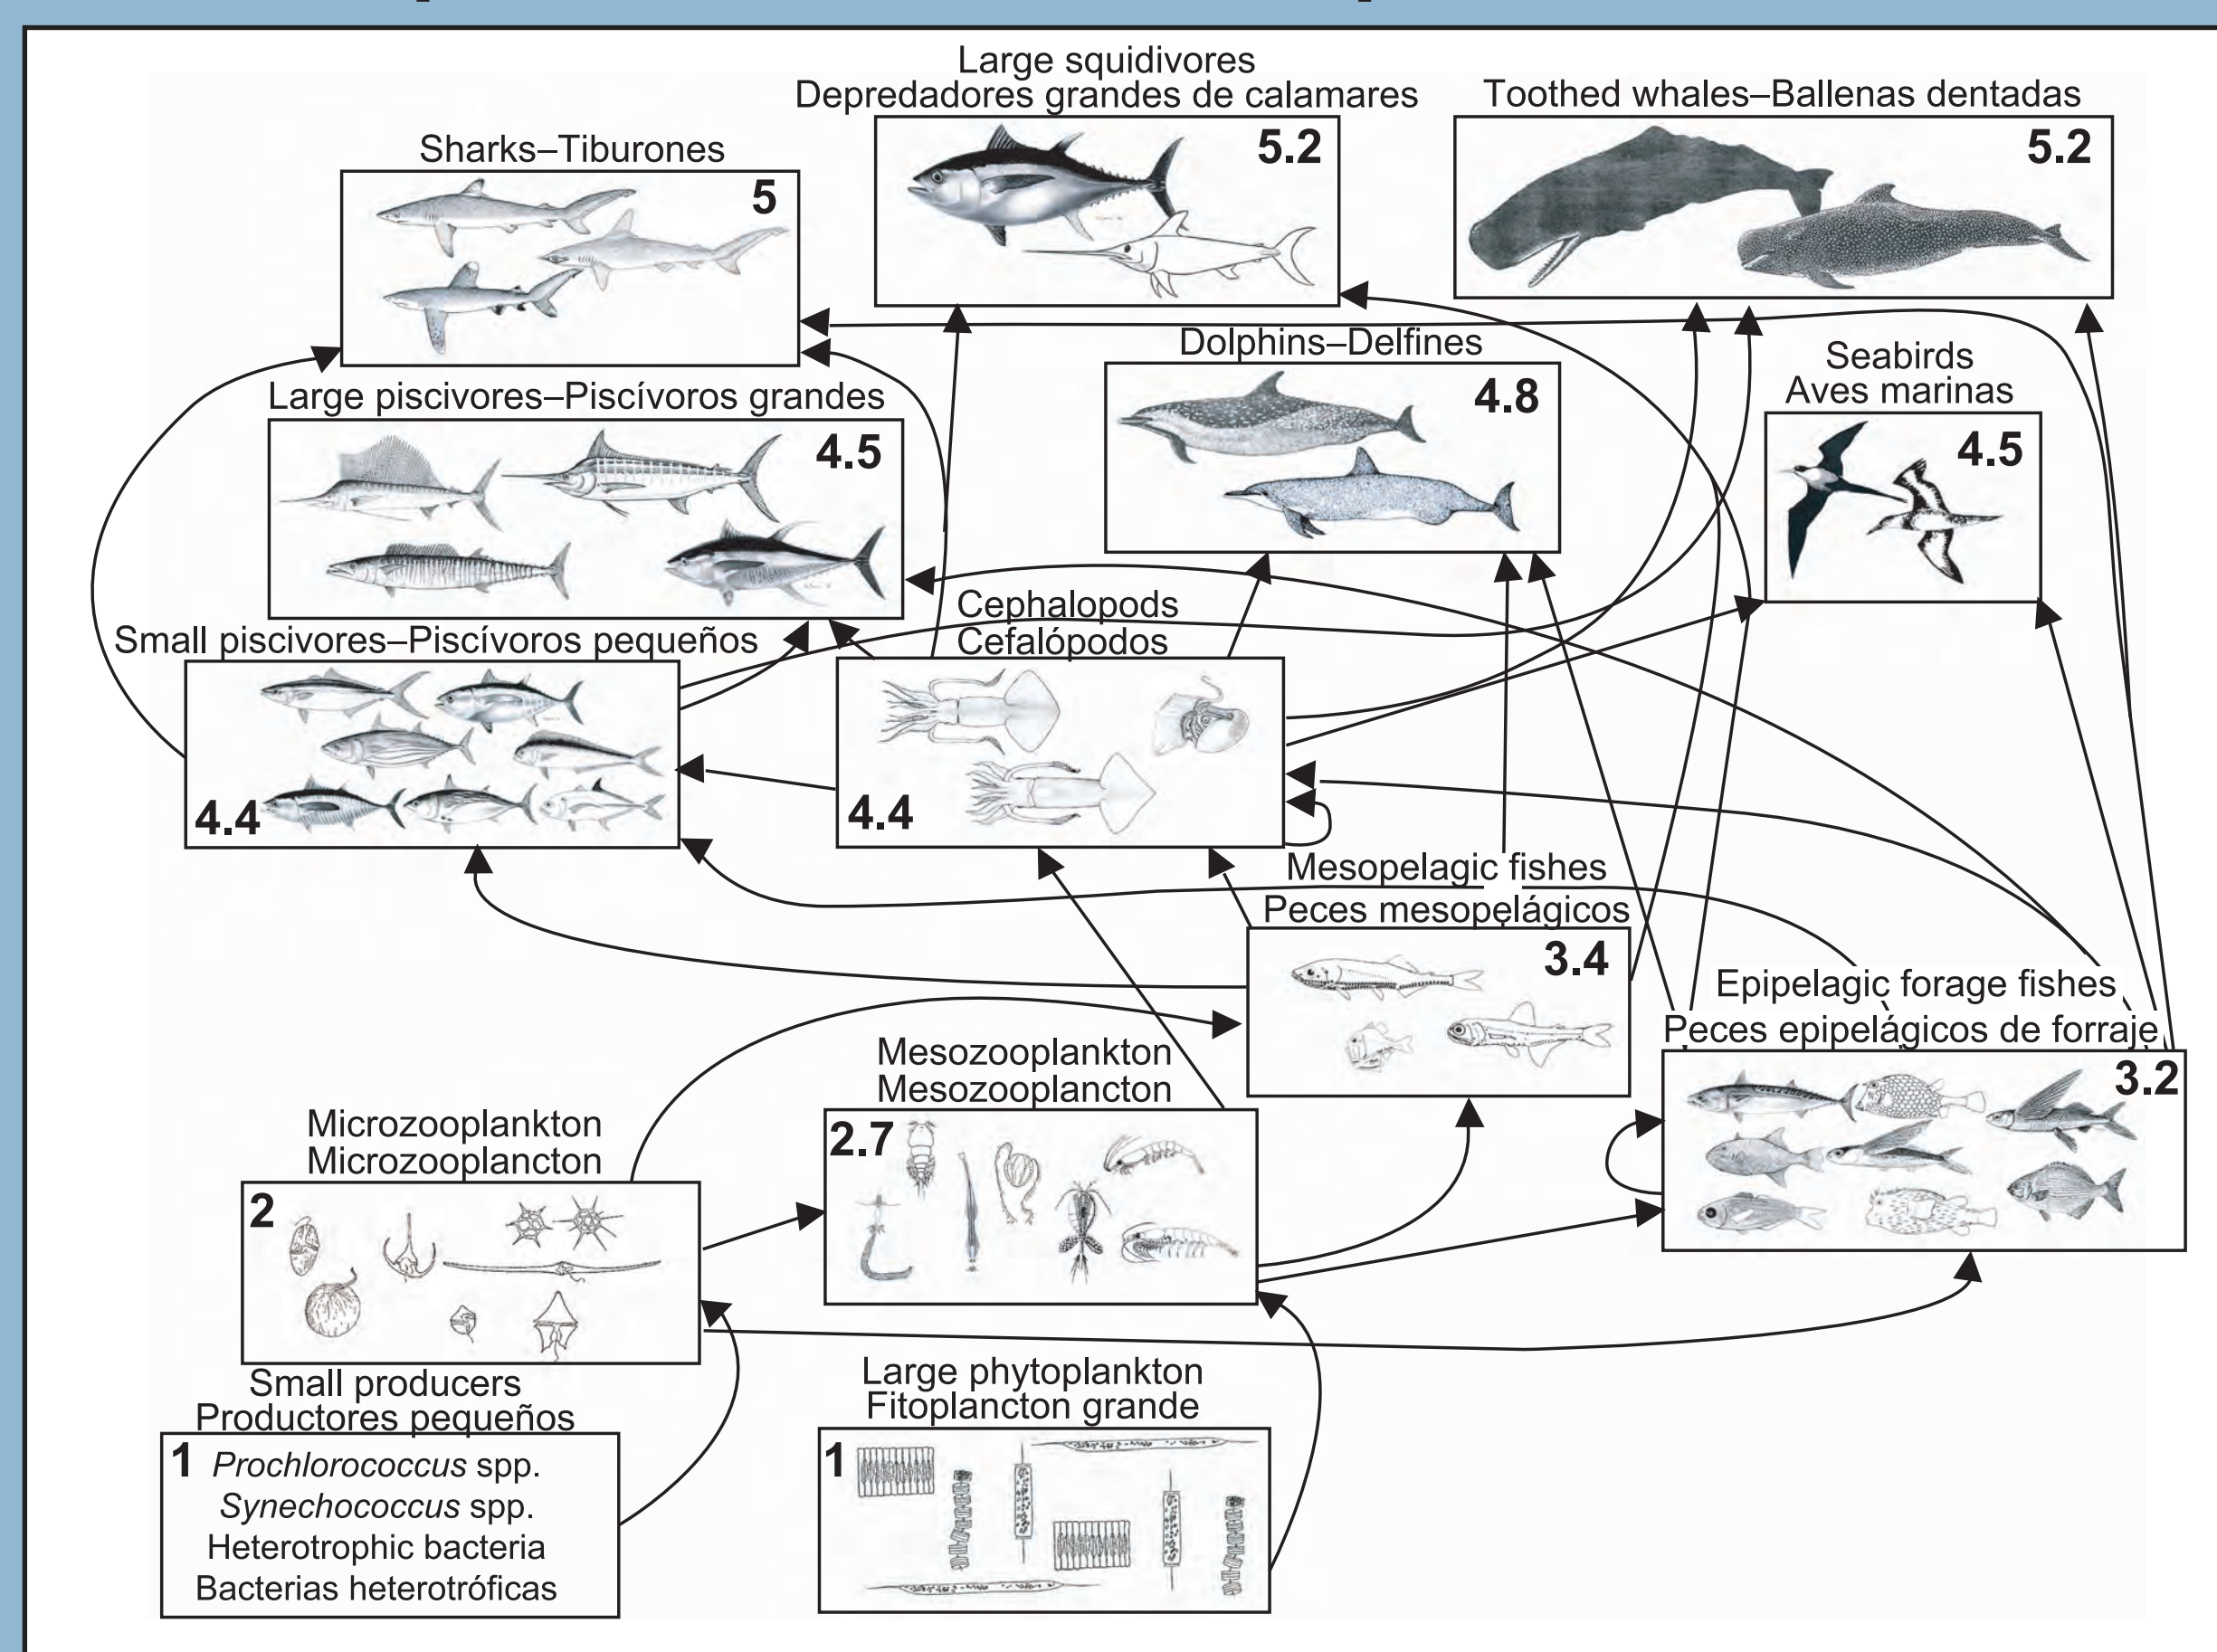 Large squidivores
Depredadores grandes de calamares
5.2
Toothed whales–Ballenas dentadas
5.2
Sharks–Tiburones
5
Dolphins–Delfines
4.8
Seabirds
Aves marinas
4.5
Large piscivores–Piscívoros grandes
4.5
Small piscivores–Piscívoros pequeños
4.4
Cephalopods
Cefalópodos
4.4
Mesopelagic fishes
Peces mesopelágicos
3.4
Epipelagic forage fishes
Peces epipelágicos de forraje
3.2
Mesozooplankton
Mesozooplancton
2.7
Microzooplankton
Microzooplancton
2
Small producers
Productores pequeños
1
Prochlorococcus spp.
Synechococcus spp.
Heterotrophic bacteria
Bacterias heterotróficas
Large phytoplankton
Fitoplancton grande
1